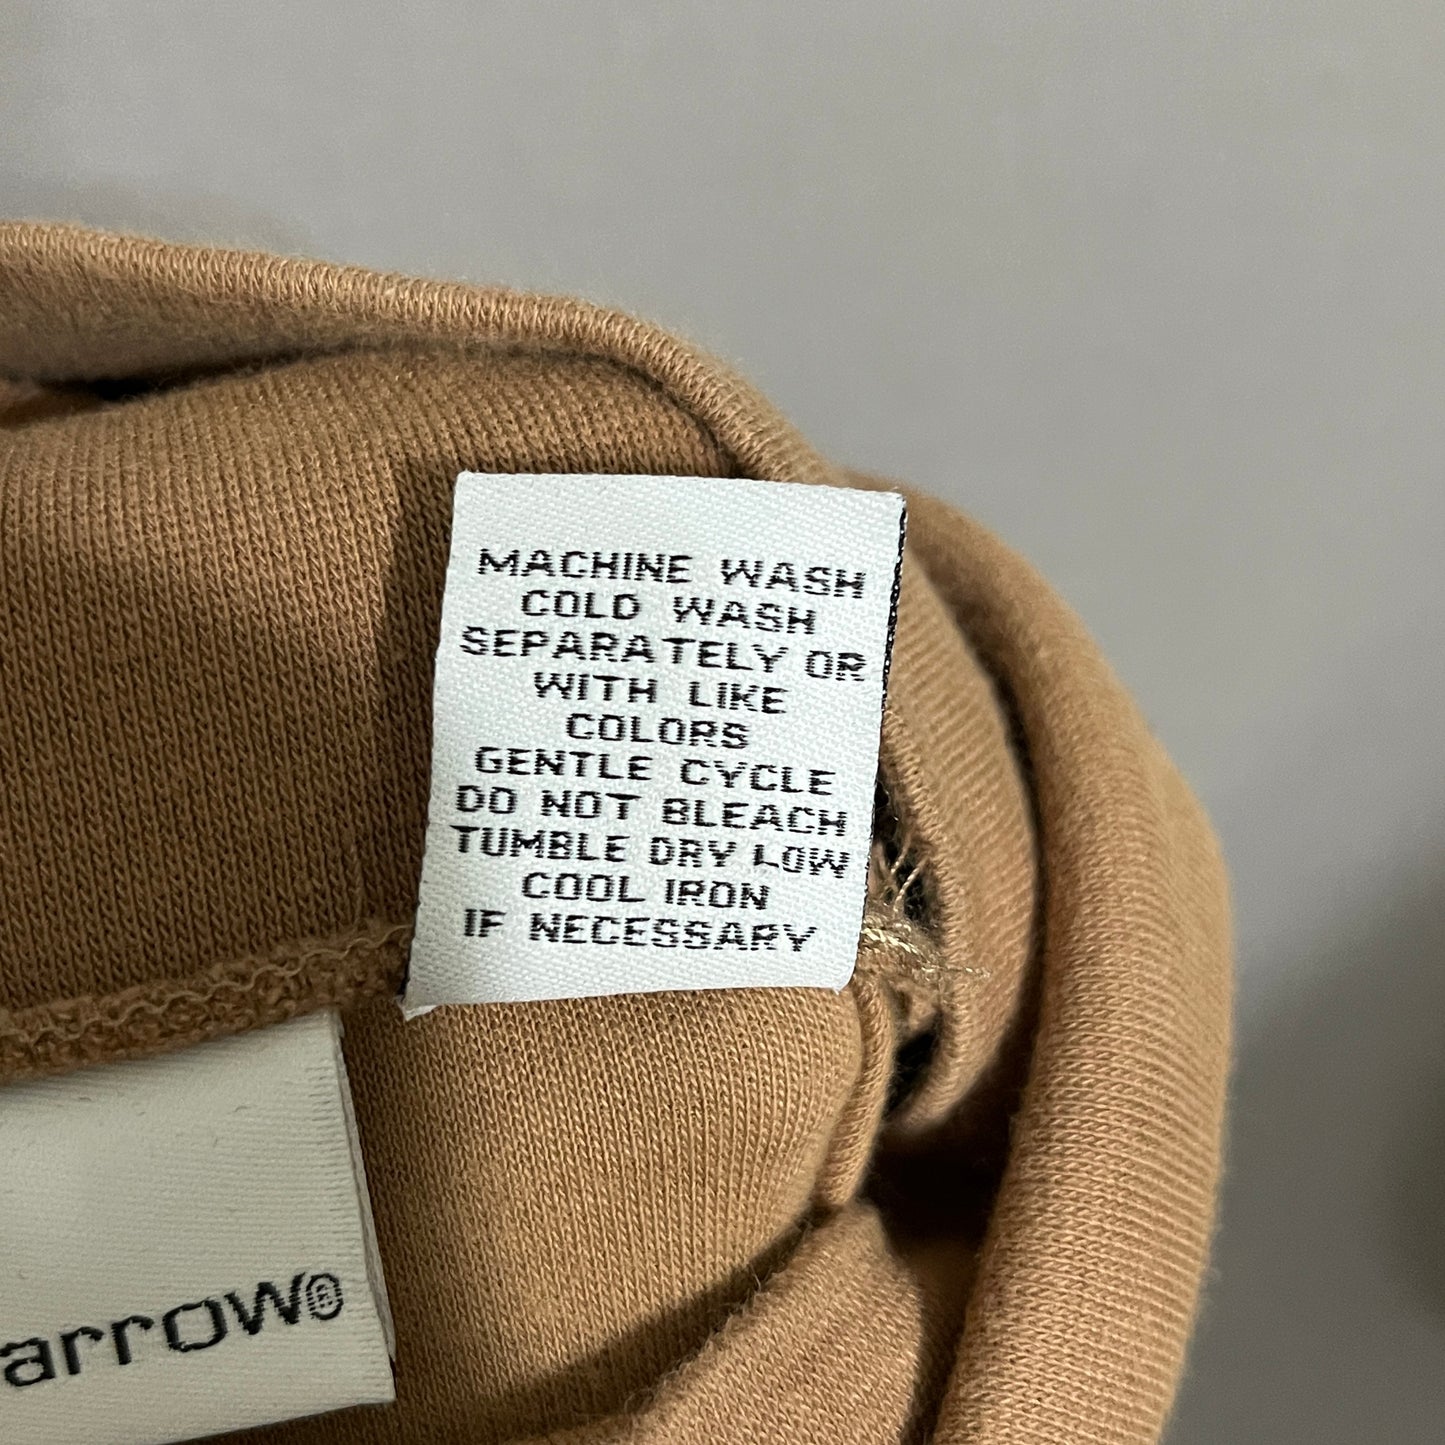 MACHINE WASH
COLD WASH
SEPARATELY OR
WITH LIKE
COLORS
GENTLE CYCLE
DO NOT BLEACH
TUMBLE DRY LOW
COOL IRON
IF NECESSARY
arrow®